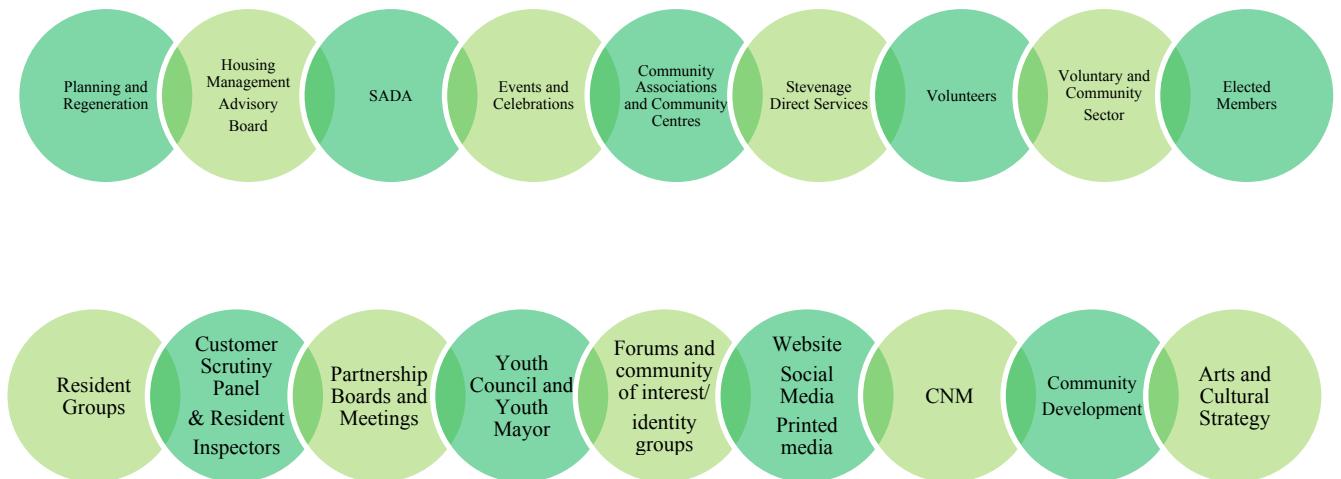 Planning and
Regeneration
Housing
Management
Advisory
Board
SADA
Events and
Celebrations
Community
Associations
and Community
Centres
Stevenage
Direct Services
Volunteers
Voluntary and
Community
Sector
Elected
Members
Resident
Groups
Customer
Scrutiny
Panel
& Resident
Inspectors
Partnership
Boards and
Meetings
Youth
Council and
Youth
Mayor
Forums and
community
of interest/
identity
groups
Website
Social
Media
Printed
media
CNM
Community
Development
Arts and
Cultural
Strategy